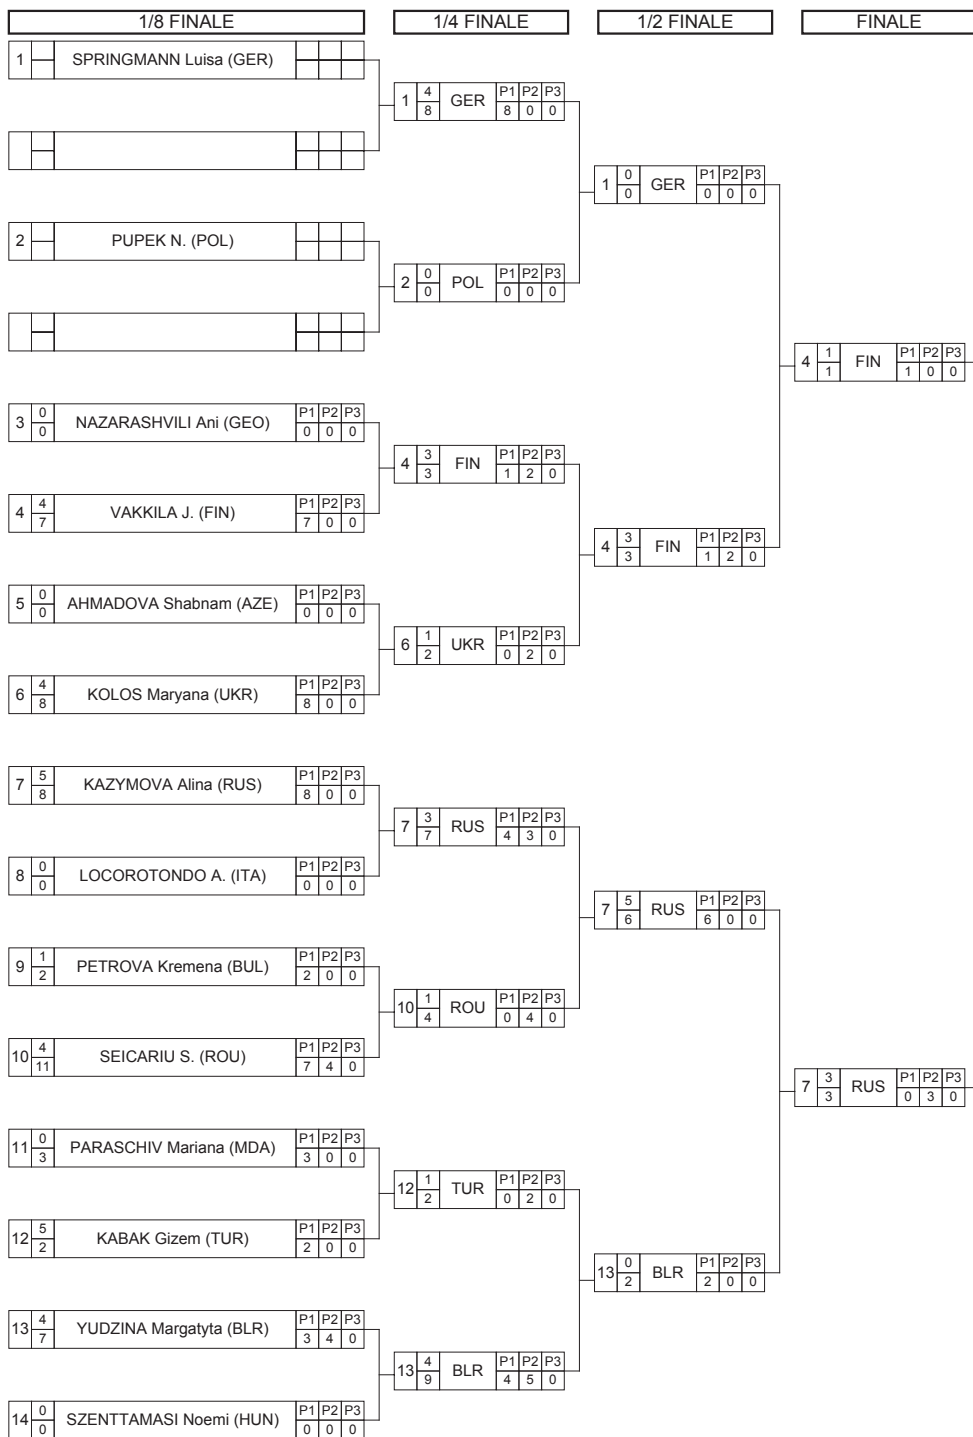 1/8 FINALE 1/4 FINALE 1/2 FINALE FINALE
1 SPRINGMANN Luisa (GER)
1 4 8 GER P1 P2 P3 8 0 0
1 0 0 GER P1 P2 P3 0 0 0
2 PUPEK N. (POL)
2 0 0 POL P1 P2 P3 0 0 0
4 1 1 FIN P1 P2 P3 1 0 0
3 0 0 NAZARASHVILI Ani (GEO) P1 P2 P3 0 0 0
4 3 3 FIN P1 P2 P3 1 2 0
4 4 7 VAKKILA J. (FIN) P1 P2 P3 7 0 0
4 3 3 FIN P1 P2 P3 1 2 0
5 0 0 AHMADOVA Shabnam (AZE) P1 P2 P3 0 0 0
6 1 2 UKR P1 P2 P3 0 2 0
6 4 8 KOLOS Maryana (UKR) P1 P2 P3 8 0 0
7 5 8 KAZYMOVA Alina (RUS) P1 P2 P3 8 0 0
7 3 7 RUS P1 P2 P3 4 3 0
8 0 0 LOCOROTONDO A. (ITA) P1 P2 P3 0 0 0
7 5 6 RUS P1 P2 P3 6 0 0
9 1 2 PETROVA Kremena (BUL) P1 P2 P3 2 0 0
10 1 4 ROU P1 P2 P3 0 4 0
10 4 11 SEICARIU S. (ROU) P1 P2 P3 7 4 0
7 3 3 RUS P1 P2 P3 0 3 0
11 0 3 PARASCHIV Mariana (MDA) P1 P2 P3 3 0 0
12 1 2 TUR P1 P2 P3 0 2 0
12 5 2 KABAK Gizem (TUR) P1 P2 P3 2 0 0
13 0 2 BLR P1 P2 P3 2 0 0
13 4 7 YUDZINA Margatyta (BLR) P1 P2 P3 3 4 0
13 4 9 BLR P1 P2 P3 4 5 0
14 0 0 SZENTTAMASI Noemi (HUN) P1 P2 P3 0 0 0